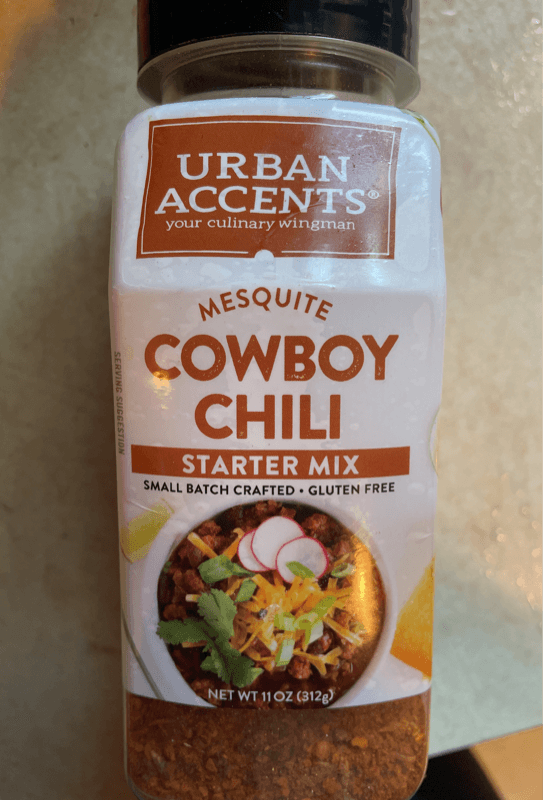 URBAN
ACCENTS®
your culinary wingman
MESQUITE
COWBOY
CHILI
STARTER MIX
SMALL BATCH CRAFTED • GLUTEN FREE
SERVING SUGGESTION
NET WT 11 OZ (312g)